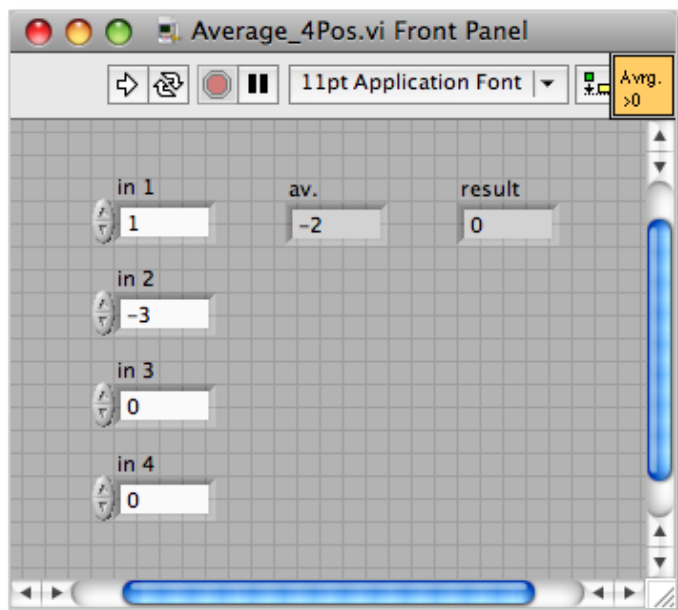 Average_4Pos.vi Front Panel
11pt Application Font
Avrg.
>0
in 1
av.
result
1
-2
0
in 2
-3
in 3
0
in 4
0